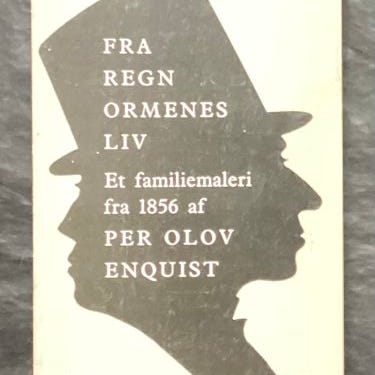 FRA
REGN
ORMENES
LIV
Et familiemaleri
fra 1856 af
PER OLOV
ENQUIST